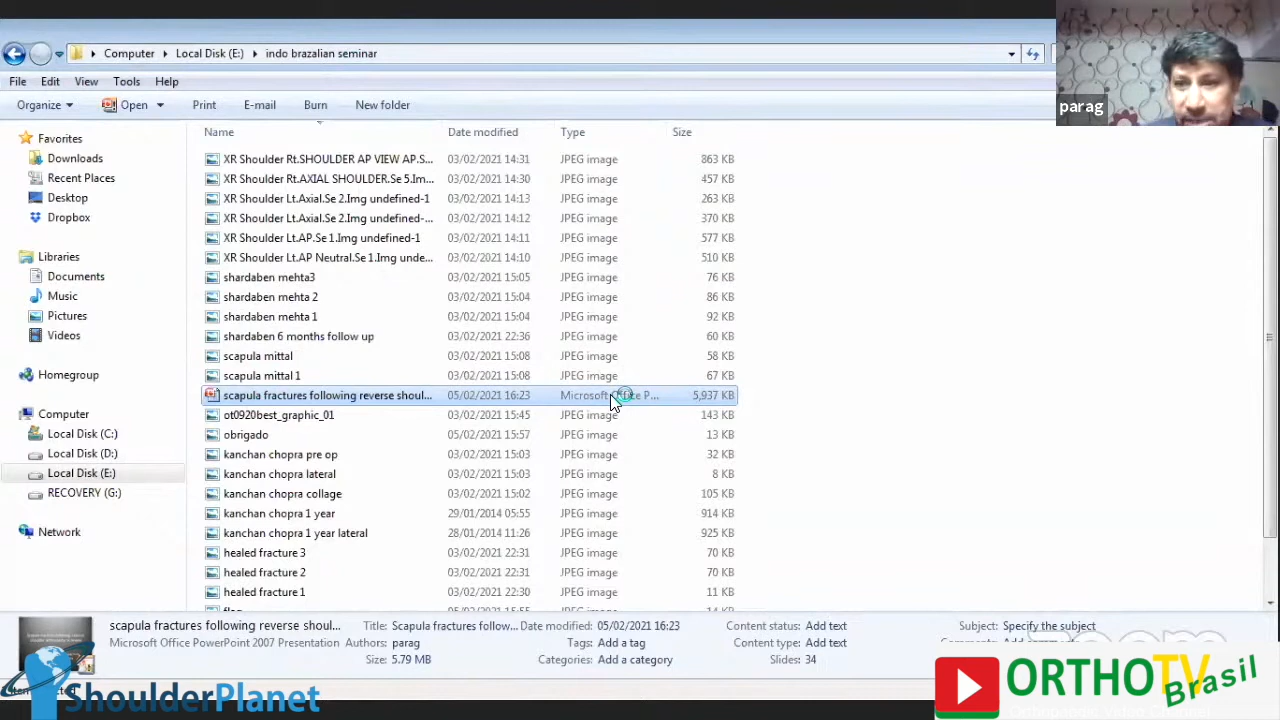 Computer Local Disk (E:) indo brazalian seminar
parag
File Edit View Tools Help
Organize Open Print E-mail Burn New folder
Name Date modified Type Size
Favorites
Downloads
Recent Places
Desktop
Dropbox
Libraries
Documents
Music
Pictures
Videos
Homegroup
Computer
Local Disk (C:)
Local Disk (D:)
Local Disk (E:)
RECOVERY (G:)
Network
XR Shoulder Rt.SHOULDER AP VIEW AP.S... 03/02/2021 14:31 JPEG image 863 KB
XR Shoulder Rt.AXIAL SHOULDER.Se 5.Im... 03/02/2021 14:30 JPEG image 457 KB
XR Shoulder Lt.Axial.Se 2.Img undefined-1 03/02/2021 14:13 JPEG image 263 KB
XR Shoulder Lt.Axial.Se 2.Img undefined-... 03/02/2021 14:12 JPEG image 370 KB
XR Shoulder Lt.AP.Se 1.Img undefined-1 03/02/2021 14:11 JPEG image 577 KB
XR Shoulder Lt.AP Neutral.Se 1.Img unde... 03/02/2021 14:10 JPEG image 510 KB
shardaben mehta3 03/02/2021 15:05 JPEG image 76 KB
shardaben mehta 2 03/02/2021 15:04 JPEG image 86 KB
shardaben mehta 1 03/02/2021 15:04 JPEG image 92 KB
shardaben 6 months follow up 03/02/2021 22:36 JPEG image 60 KB
scapula mittal 03/02/2021 15:08 JPEG image 58 KB
scapula mittal 1 03/02/2021 15:08 JPEG image 67 KB
scapula fractures following reverse shoul... 05/02/2021 16:23 Microsoft Office P... 5,937 KB
ot0920best_graphic_01 03/02/2021 15:45 JPEG image 143 KB
obrigado 05/02/2021 15:57 JPEG image 13 KB
kanchan chopra pre op 03/02/2021 15:03 JPEG image 32 KB
kanchan chopra lateral 03/02/2021 15:03 JPEG image 8 KB
kanchan chopra collage 03/02/2021 15:02 JPEG image 105 KB
kanchan chopra 1 year 29/01/2014 05:55 JPEG image 914 KB
kanchan chopra 1 year lateral 28/01/2014 11:26 JPEG image 925 KB
healed fracture 3 03/02/2021 22:31 JPEG image 70 KB
healed fracture 2 03/02/2021 22:31 JPEG image 70 KB
healed fracture 1 03/02/2021 22:30 JPEG image 11 KB
scapula fractures following reverse shoul... Title: Scapula fractures follow... Date modified: 05/02/2021 16:23 Content status: Add text Subject: Specify the subject
Microsoft Office PowerPoint 2007 Presentation Authors: parag Tags: Add a tag Content type: Add text
Size: 5.79 MB Categories: Add a category Slides: 34
ShoulderPlanet
ORTHOTV
Brasil